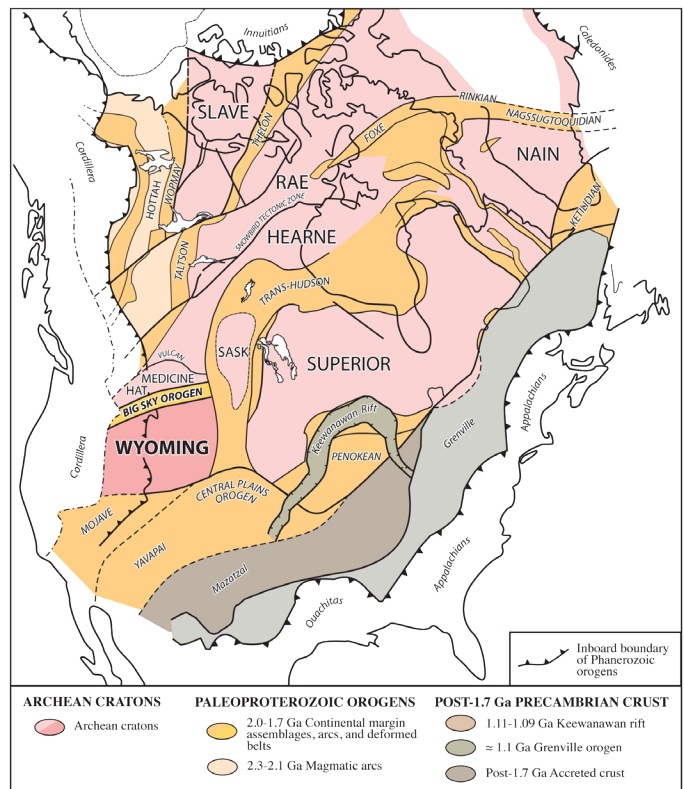 Innuitians
Caledonides
SLAVE
THELON
RINKIAN
NAGSSUGTOQUIDIAN
FOXE
NAIN
Cordillera
HOTTAH
WOPMAY
RAE
KETILIDIAN
SNOWBIRD TECTONIC ZONE
HEARNE
TALTSON
TRANS-HUDSON
SASK
VULCAN
SUPERIOR
MEDICINE
HAT
BIG SKY OROGEN
Appalachians
Keewanawan Rift
WYOMING
Grenville
Cordillera
PENOKEAN
CENTRAL PLAINS
OROGEN
MOJAVE
YAVAPAI
Mazatzal
Appalachians
Ouachitas
Inboard boundary
of Phanerozoic
orogens
ARCHEAN CRATONS
Archean cratons
PALEOPROTEROZOIC OROGENS
2.0-1.7 Ga Continental margin
assemblages, arcs, and deformed
belts
2.3-2.1 Ga Magmatic arcs
POST-1.7 Ga PRECAMBRIAN CRUST
1.11-1.09 Ga Keewanawan rift
≈ 1.1 Ga Grenville orogen
Post-1.7 Ga Accreted crust